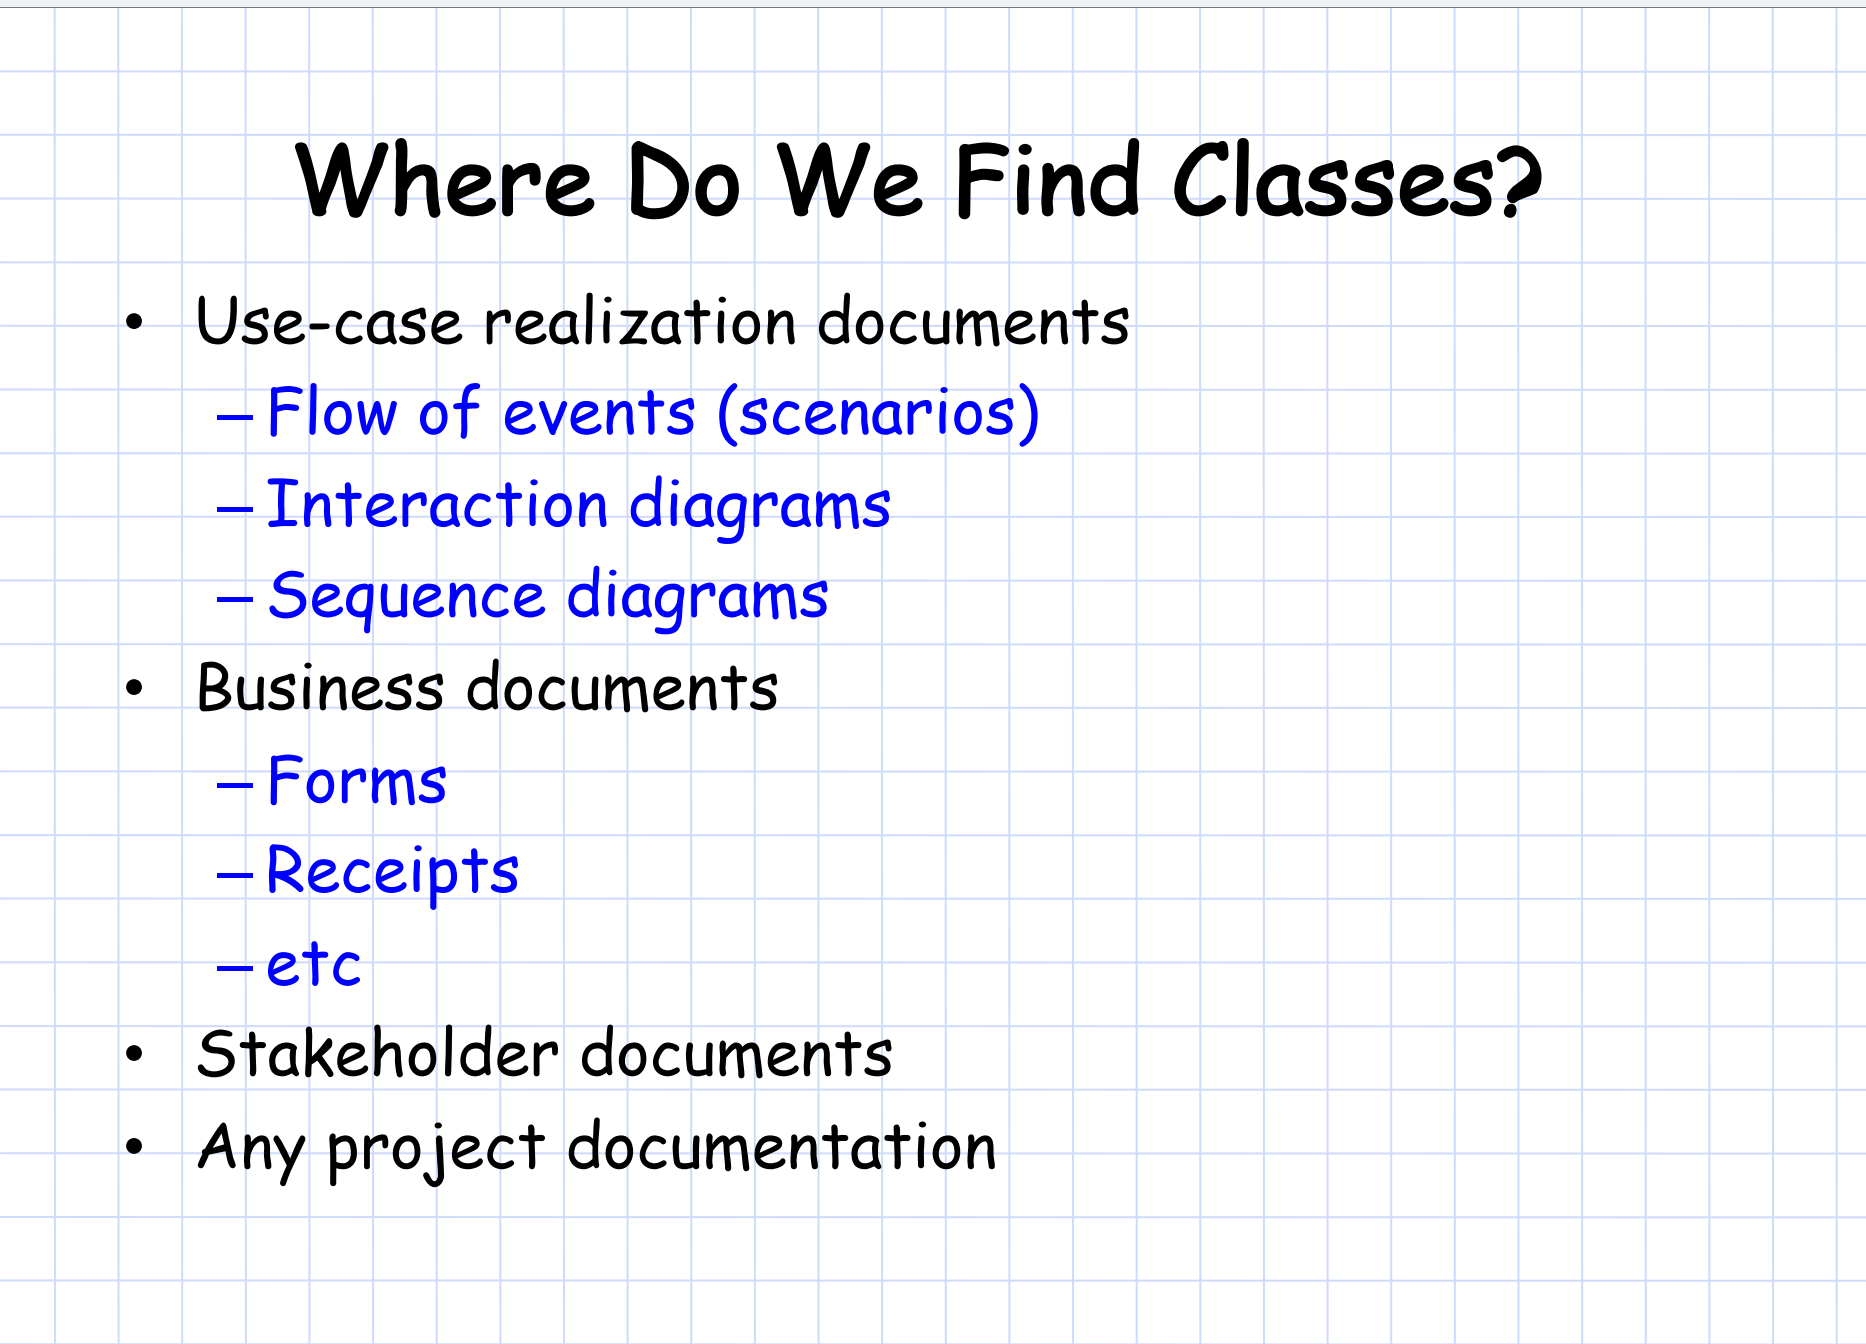 Where Do We Find Classes?
• Use-case realization documents
– Flow of events (scenarios)
– Interaction diagrams
– Sequence diagrams
• Business documents
– Forms
– Receipts
– etc
• Stakeholder documents
• Any project documentation